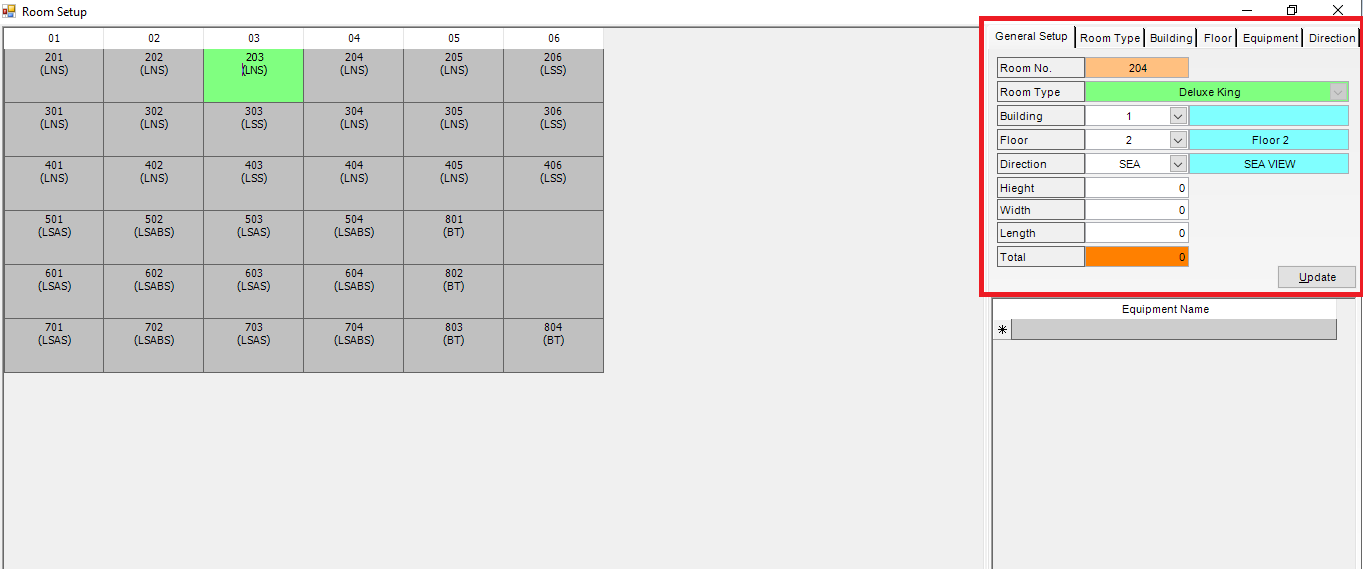 Room Setup
01 02 03 04 05 06
201 202 203 204 205 206
(LNS) (LNS) (LNS) (LNS) (LNS) (LSS)
301 302 303 304 305 306
(LNS) (LNS) (LSS) (LNS) (LNS) (LSS)
401 402 403 404 405 406
(LNS) (LNS) (LSS) (LNS) (LNS) (LSS)
501 502 503 504 801
(LSAS) (LSABS) (LSAS) (LSABS) (BT)
601 602 603 604 802
(LSAS) (LSABS) (LSAS) (LSABS) (BT)
701 702 703 704 803 804
(LSAS) (LSABS) (LSAS) (LSABS) (BT) (BT)
General Setup Room Type Building Floor Equipment Direction
Room No. 204
Room Type Deluxe King
Building 1
Floor 2 Floor 2
Direction SEA SEA VIEW
Hieght 0
Width 0
Length 0
Total 0
Update
Equipment Name